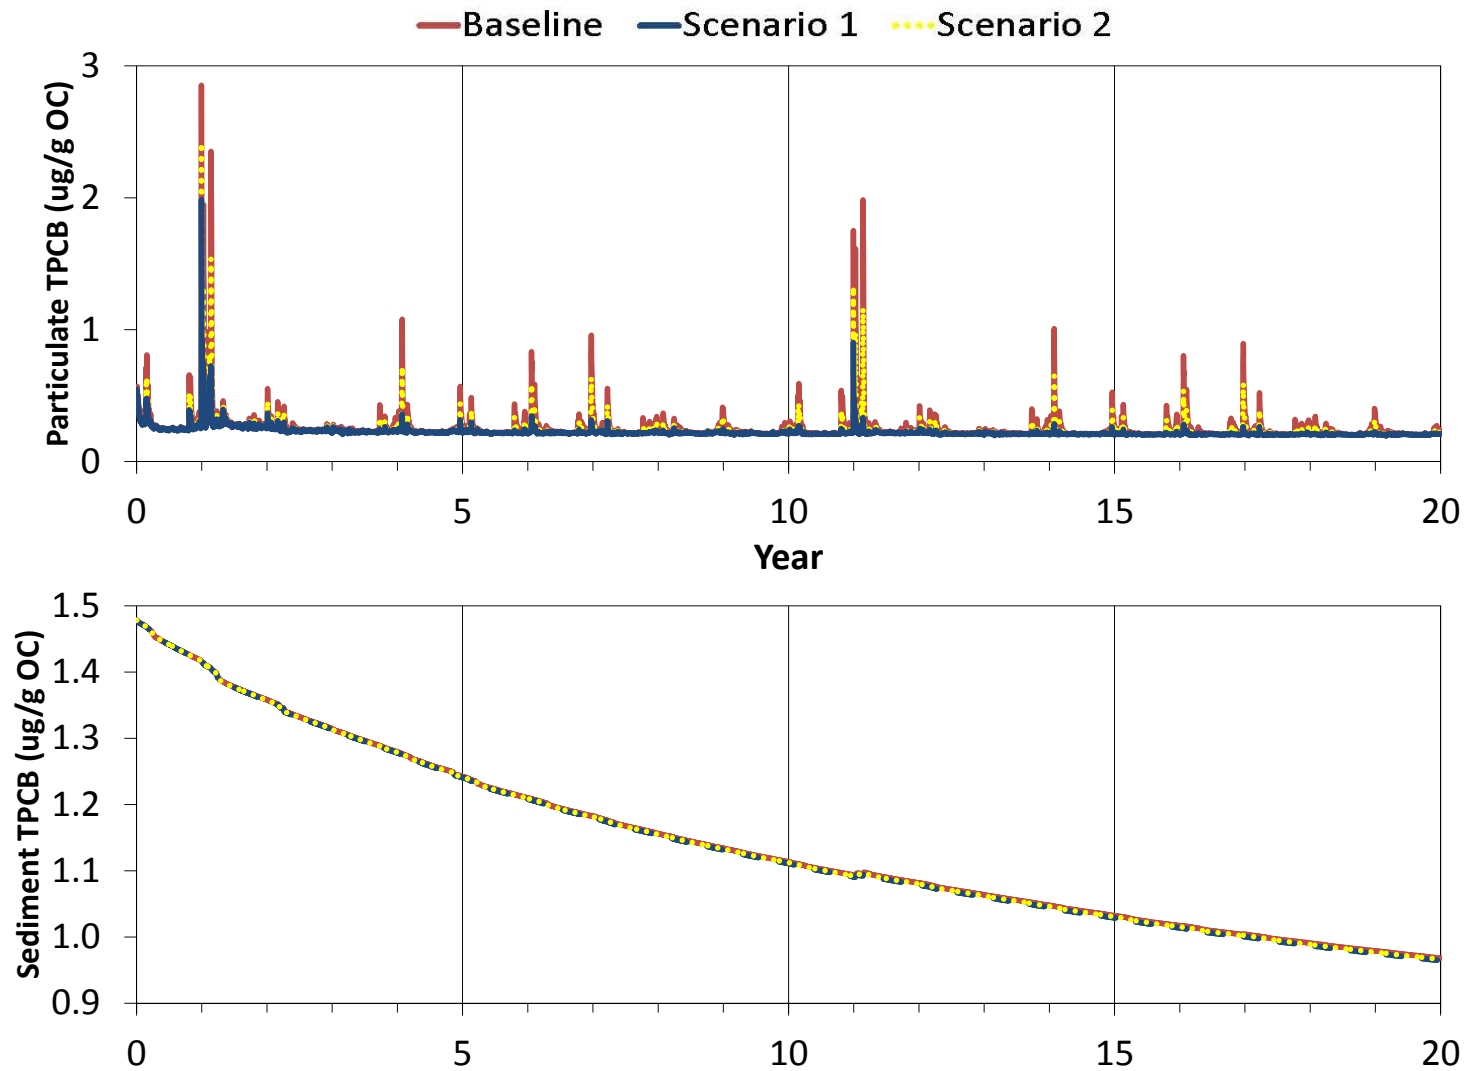 Baseline Scenario 1 Scenario 2
Particulate TPCB (ug/g OC)
3
2
1
0
0 5 10 15 20
Year
Sediment TPCB (ug/g OC)
1.5
1.4
1.3
1.2
1.1
1.0
0.9
0 5 10 15 20